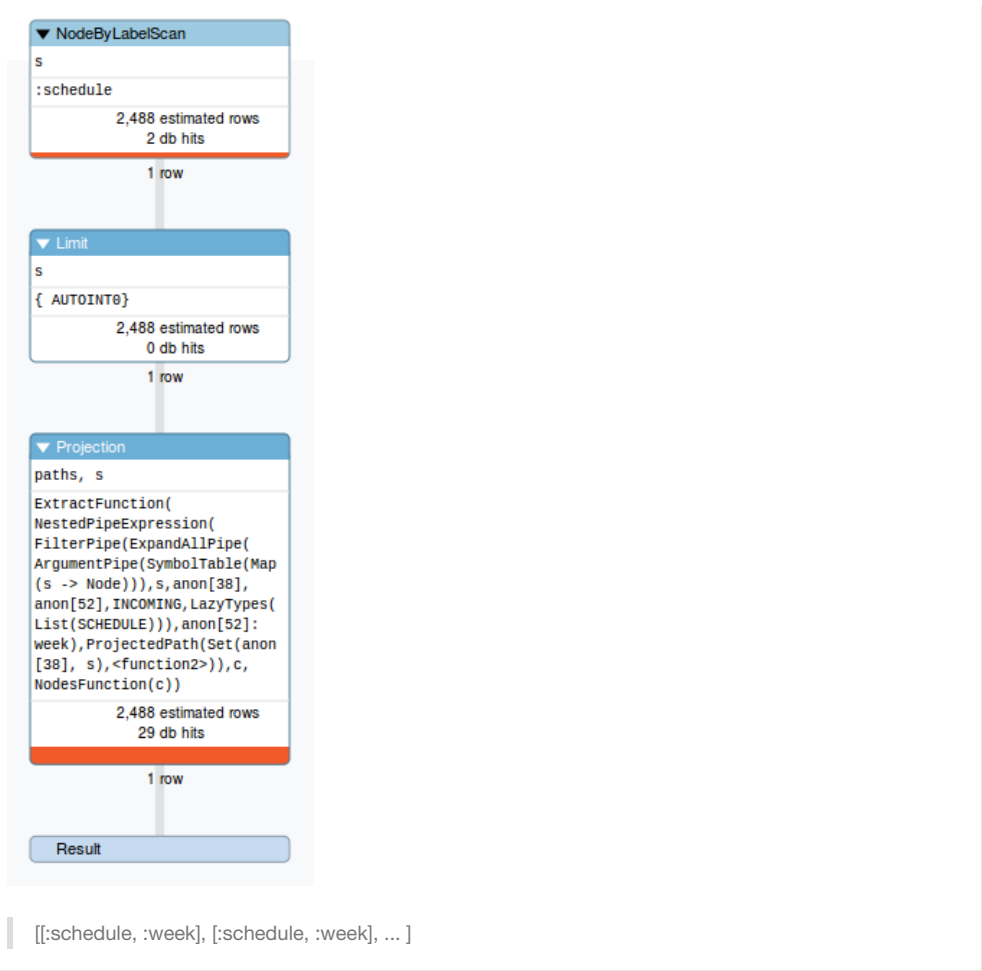 NodeByLabelScan
s
:schedule
2,488 estimated rows
2 db hits
1 row
Limit
s
{ AUTOINT0}
2,488 estimated rows
0 db hits
1 row
Projection
paths, s
ExtractFunction(
NestedPipeExpression(
FilterPipe(ExpandAllPipe(
ArgumentPipe(SymbolTable(Map
(s -> Node))),s,anon[38],
anon[52],INCOMING,LazyTypes(
List(SCHEDULE))),anon[52]:
week),ProjectedPath(Set(anon
[38], s),<function2>)),c,
NodesFunction(c))
2,488 estimated rows
29 db hits
1 row
Result
[[:schedule, :week], [:schedule, :week], ... ]